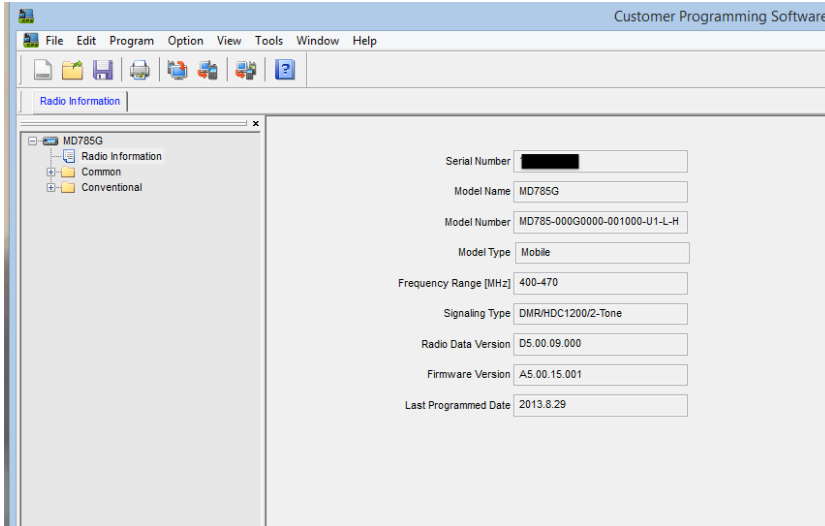 Customer Programming Software
File Edit Program Option View Tools Window Help
Radio Information
x
MD785G
Radio Information
Common
Conventional
Serial Number
Model Name MD785G
Model Number MD785-000G0000-001000-U1-L-H
Model Type Mobile
Frequency Range [MHz] 400-470
Signaling Type DMR/HDC1200/2-Tone
Radio Data Version D5.00.09.000
Firmware Version A5.00.15.001
Last Programmed Date 2013.8.29